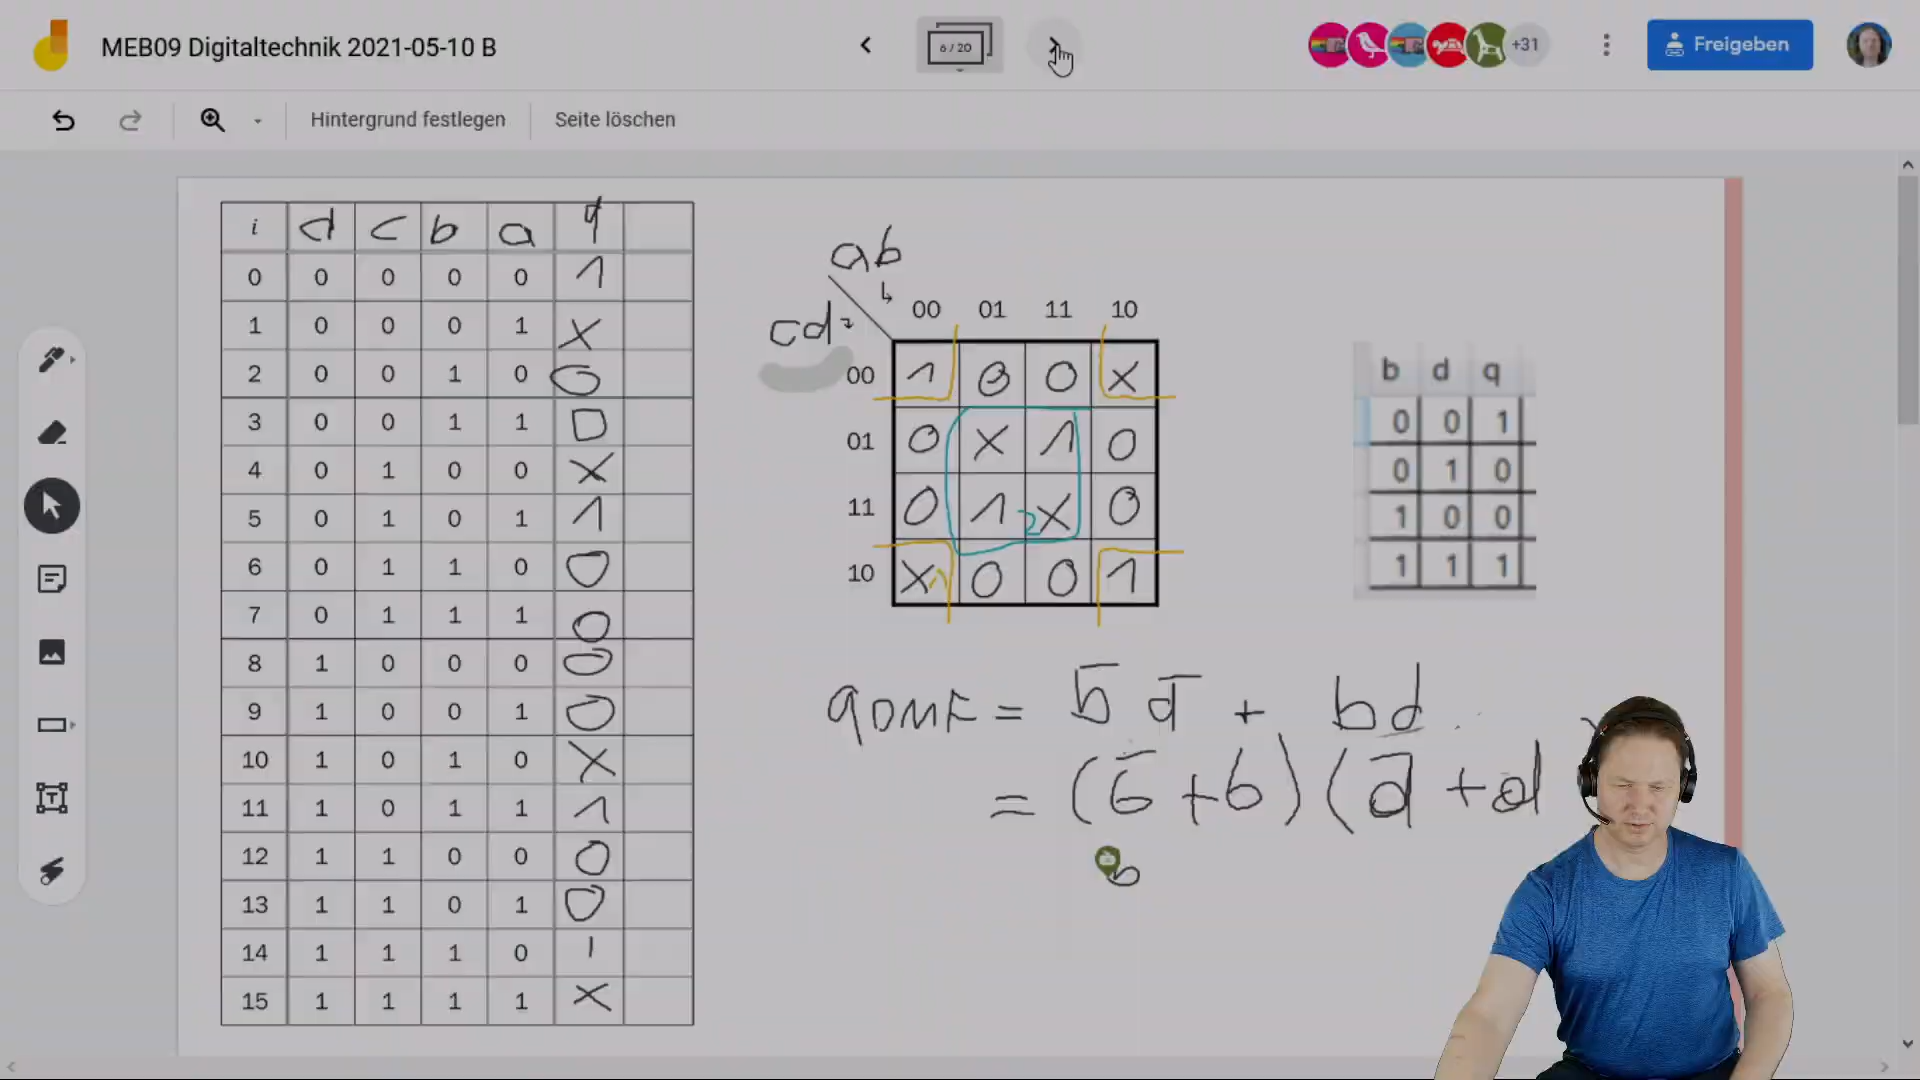 MEB09 Digitaltechnik 2021-05-10 B
6 / 20
+31
Freigeben
Hintergrund festlegen
Seite löschen
i d c b a q
0 0 0 0 0 1
1 0 0 0 1 X
2 0 0 1 0 0
3 0 0 1 1 0
4 0 1 0 0 X
5 0 1 0 1 1
6 0 1 1 0 0
7 0 1 1 1 0
8 1 0 0 0 0
9 1 0 0 1 0
10 1 0 1 0 X
11 1 0 1 1 1
12 1 1 0 0 0
13 1 1 0 1 0
14 1 1 1 0 1
15 1 1 1 1 X
ab
cd
00 01 11 10
00 1 0 0 X
01 0 X 1 0
11 0 1 X 0
10 X 0 0 1
b d q
0 0 1
0 1 0
1 0 0
1 1 1
qDMF = b̅ d̅ + bd
= (b̅ + b) (d̅ + d
b